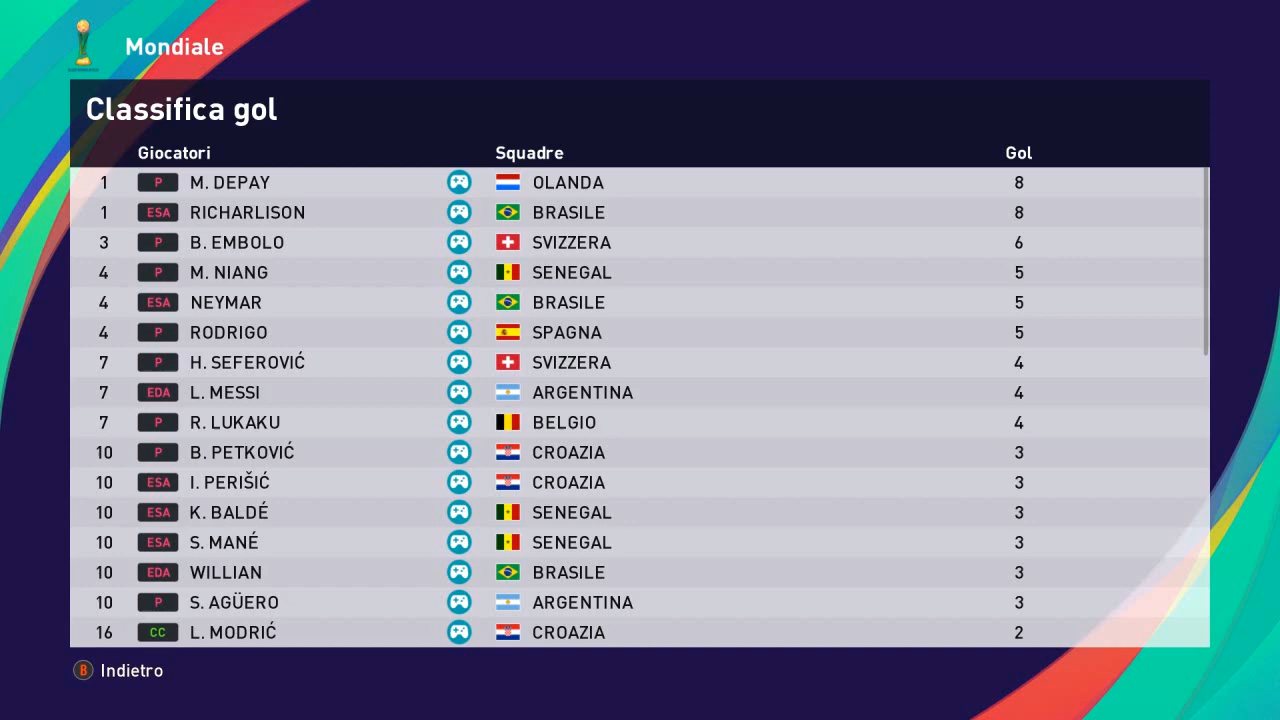 Mondiale
Classifica gol
Giocatori Squadre Gol
1 P M. DEPAY OLANDA 8
1 ESA RICHARLISON BRASILE 8
3 P B. EMBOLO SVIZZERA 6
4 P M. NIANG SENEGAL 5
4 ESA NEYMAR BRASILE 5
4 P RODRIGO SPAGNA 5
7 P H. SEFEROVIĆ SVIZZERA 4
7 EDA L. MESSI ARGENTINA 4
7 P R. LUKAKU BELGIO 4
10 P B. PETKOVIĆ CROAZIA 3
10 ESA I. PERIŠIĆ CROAZIA 3
10 ESA K. BALDÉ SENEGAL 3
10 ESA S. MANÉ SENEGAL 3
10 EDA WILLIAN BRASILE 3
10 P S. AGÜERO ARGENTINA 3
16 CC L. MODRIĆ CROAZIA 2
B Indietro